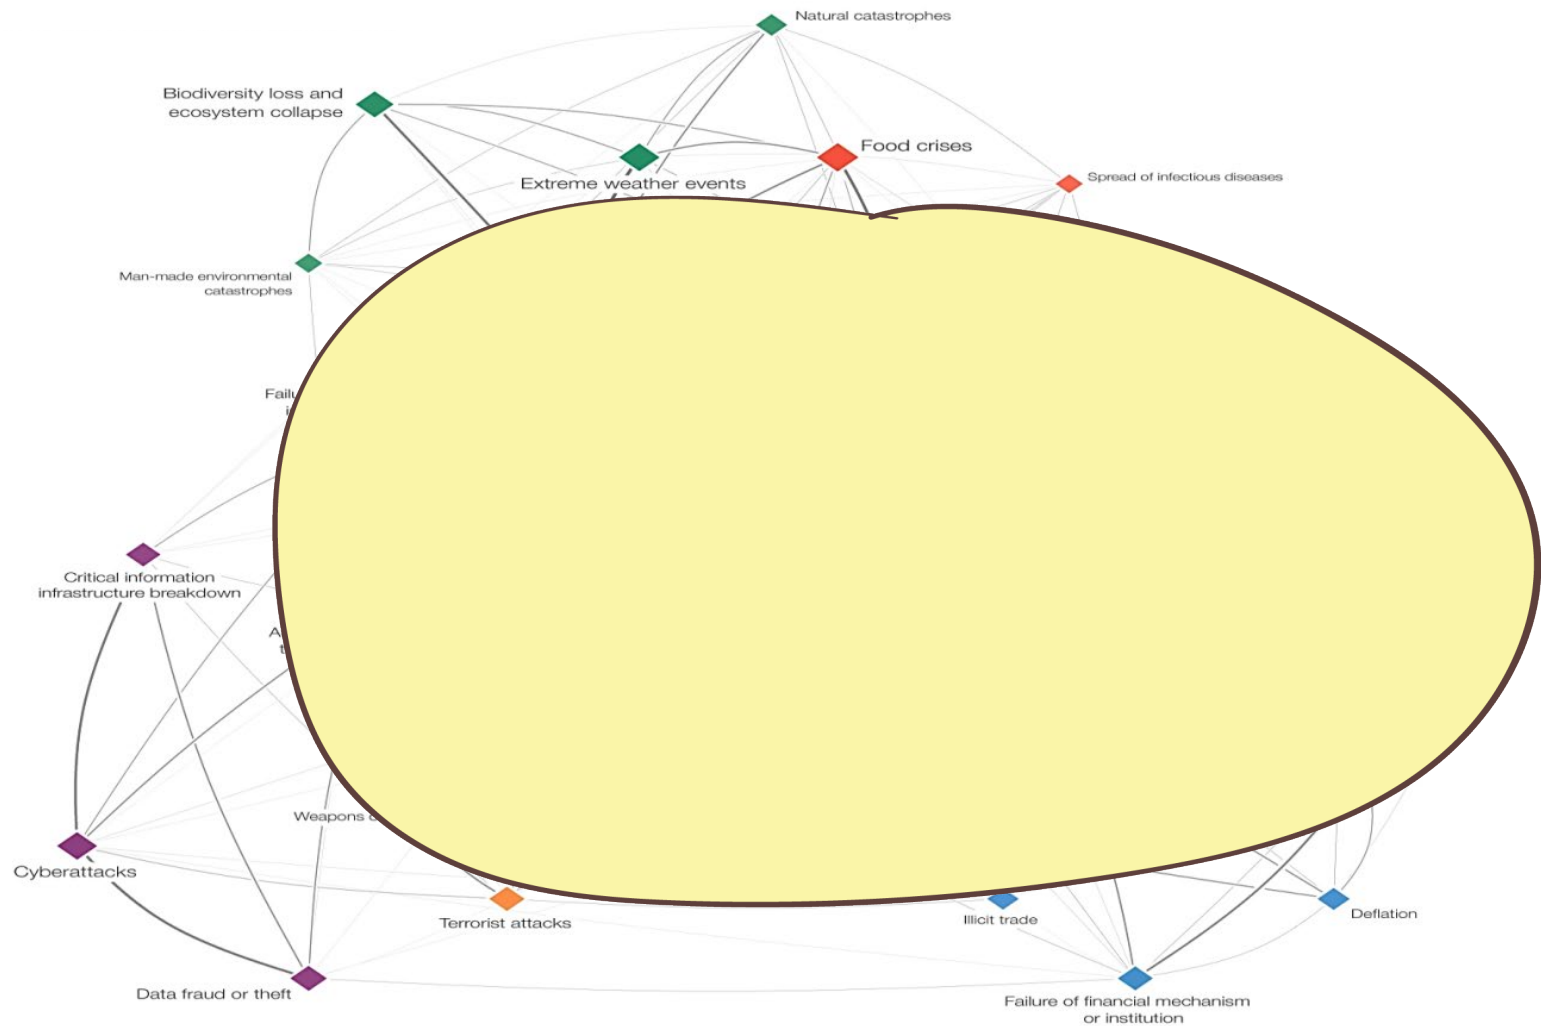 Natural catastrophes
Biodiversity loss and
ecosystem collapse
Food crises
Extreme weather events
Spread of infectious diseases
Man-made environmental
catastrophes
Critical information
infrastructure breakdown
Weapons
Cyberattacks
Terrorist attacks
Illicit trade
Deflation
Data fraud or theft
Failure of financial mechanism
or institution